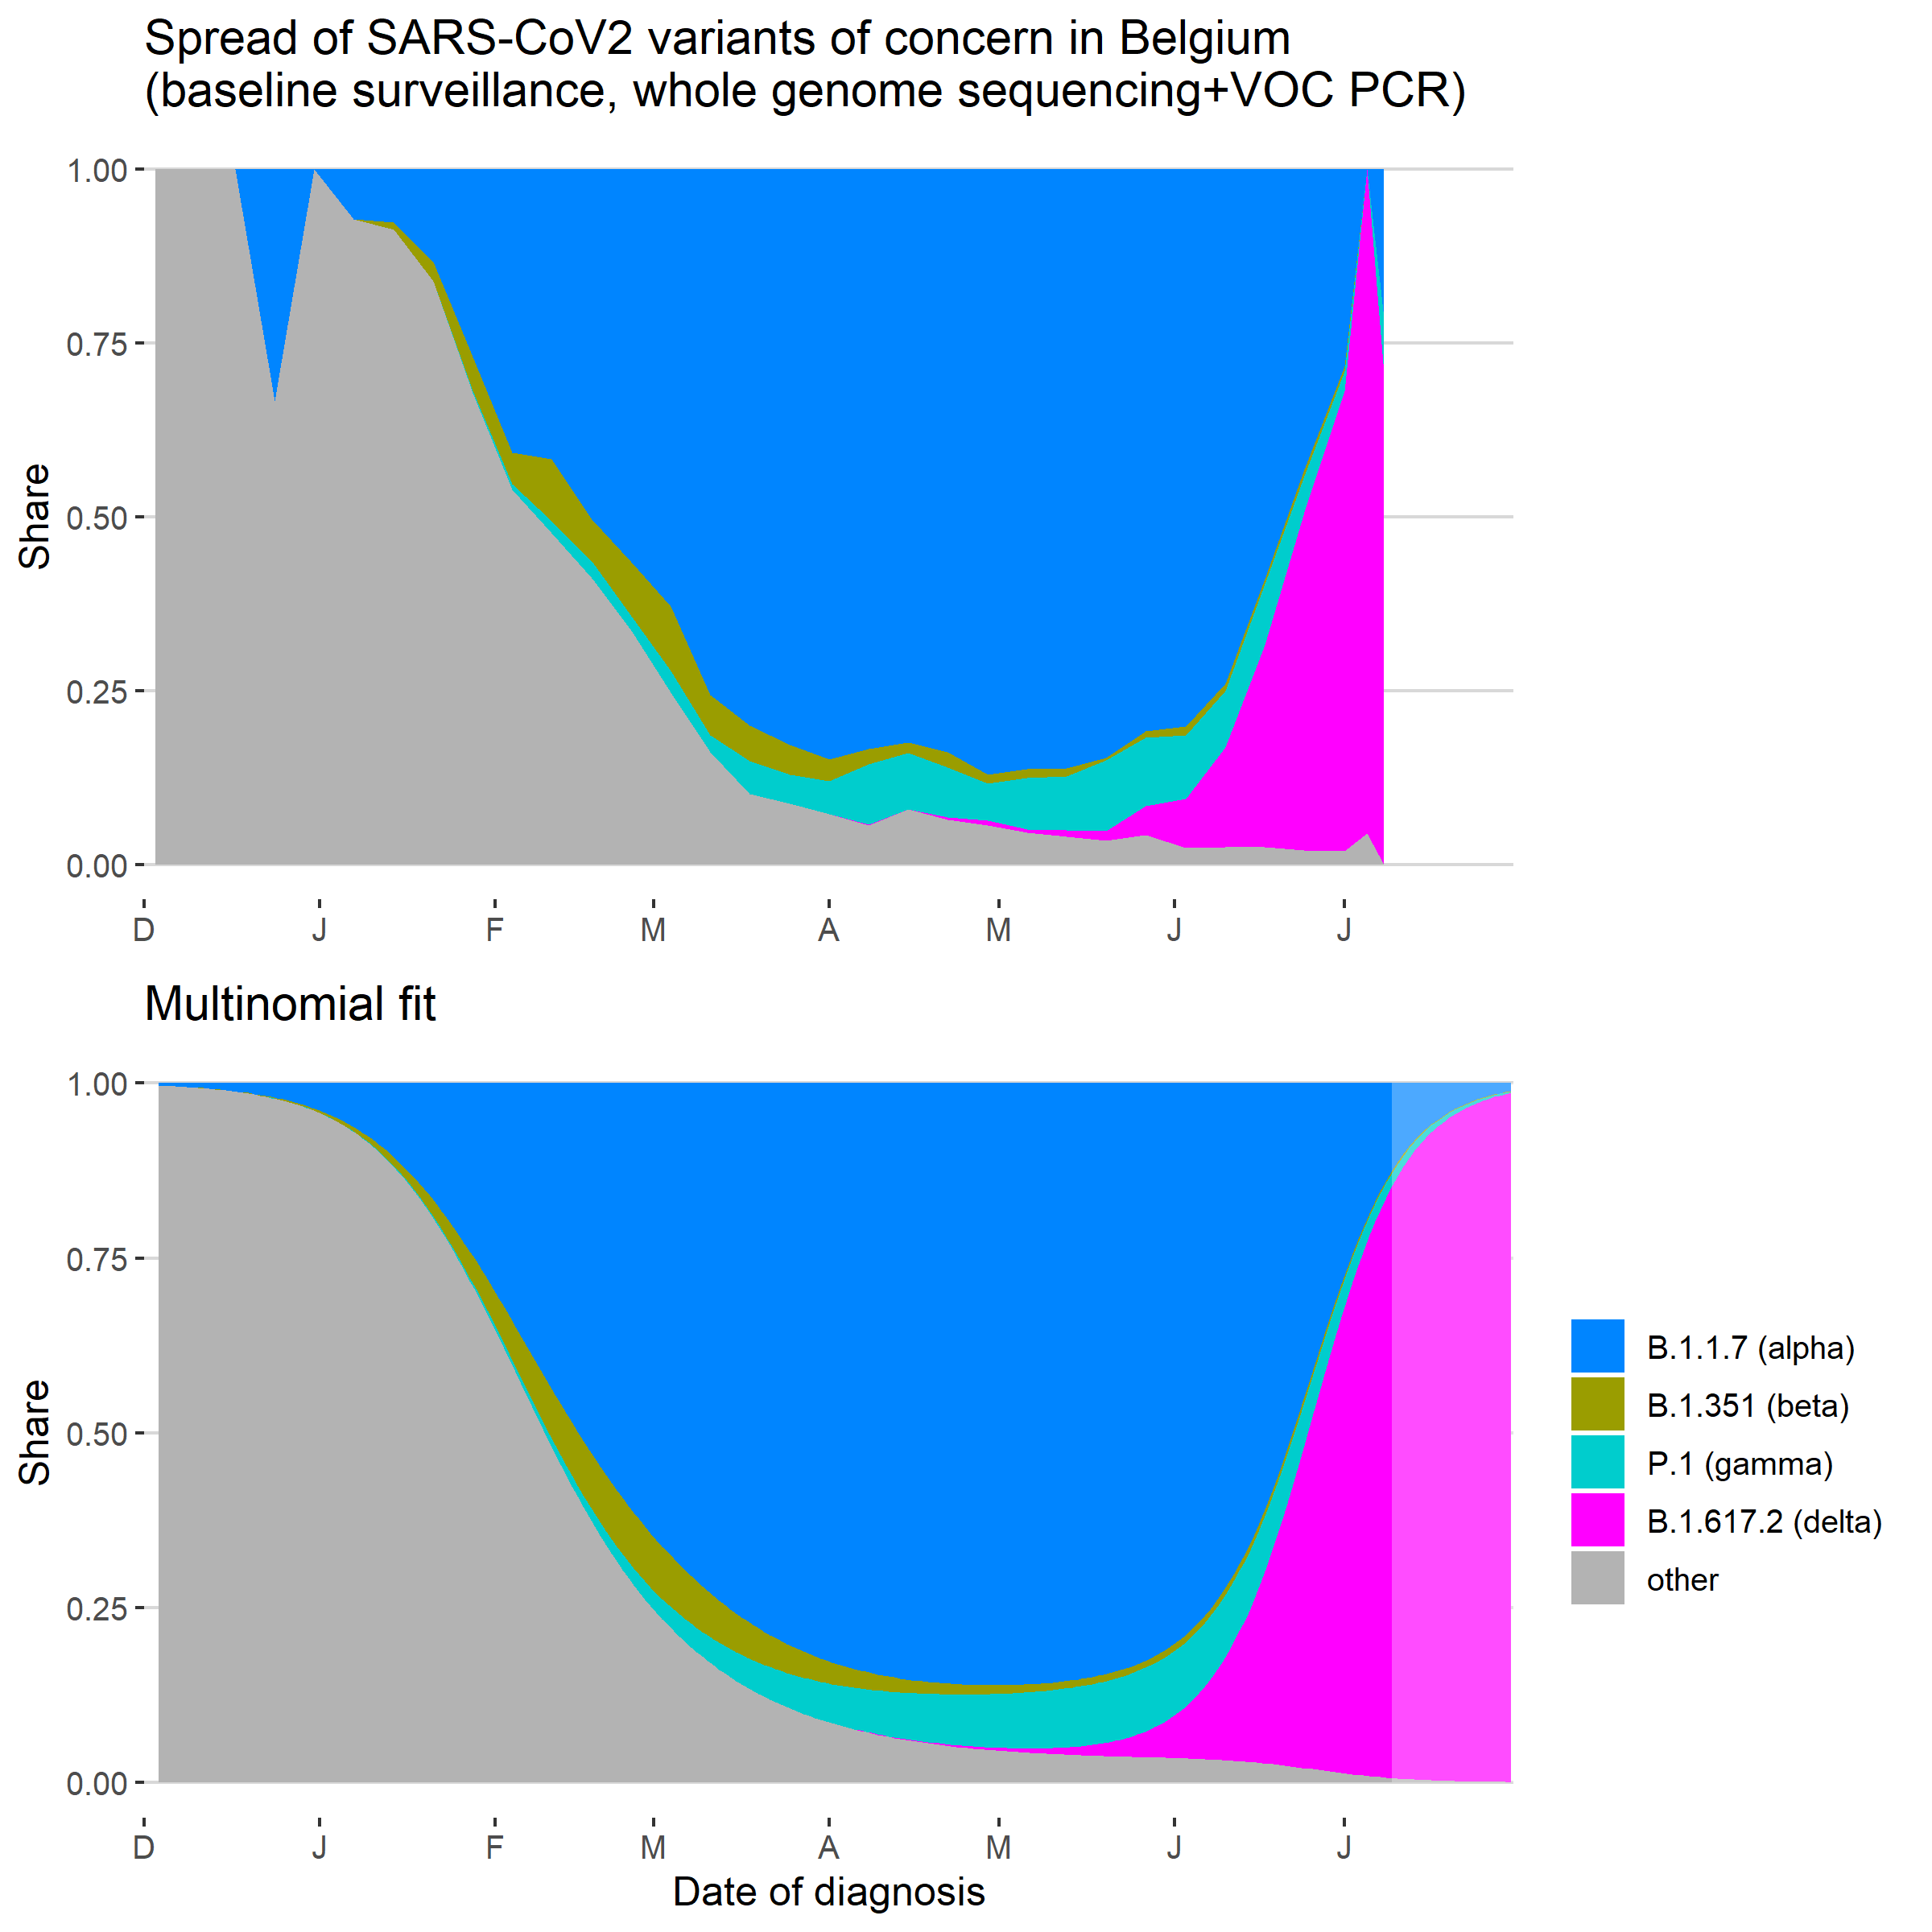 Spread of SARS-CoV2 variants of concern in Belgium
(baseline surveillance, whole genome sequencing+VOC PCR)
1.00
0.75
0.50
0.25
0.00
Share
D J F M A M J J
Multinomial fit
1.00
0.75
0.50
0.25
0.00
Share
D J F M A M J J
Date of diagnosis
B.1.1.7 (alpha)
B.1.351 (beta)
P.1 (gamma)
B.1.617.2 (delta)
other